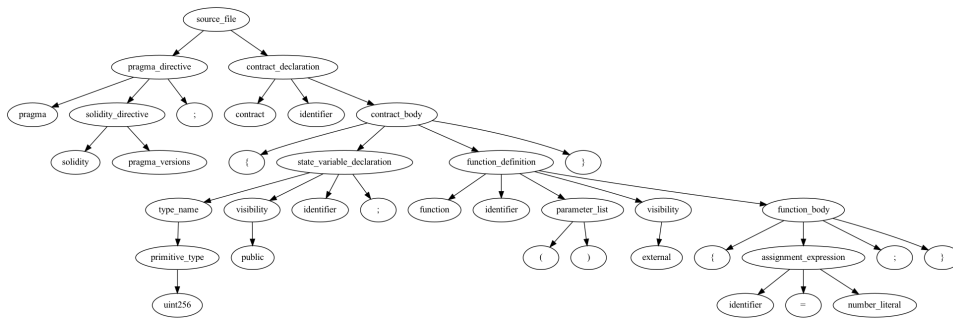 source_file
pragma_directive contract_declaration
pragma solidity_directive ; contract identifier contract_body
solidity pragma_versions { state_variable_declaration function_definition }
type_name visibility identifier ; function identifier parameter_list visibility function_body
primitive_type public ( ) external { assignment_expression ; }
uint256 identifier = number_literal